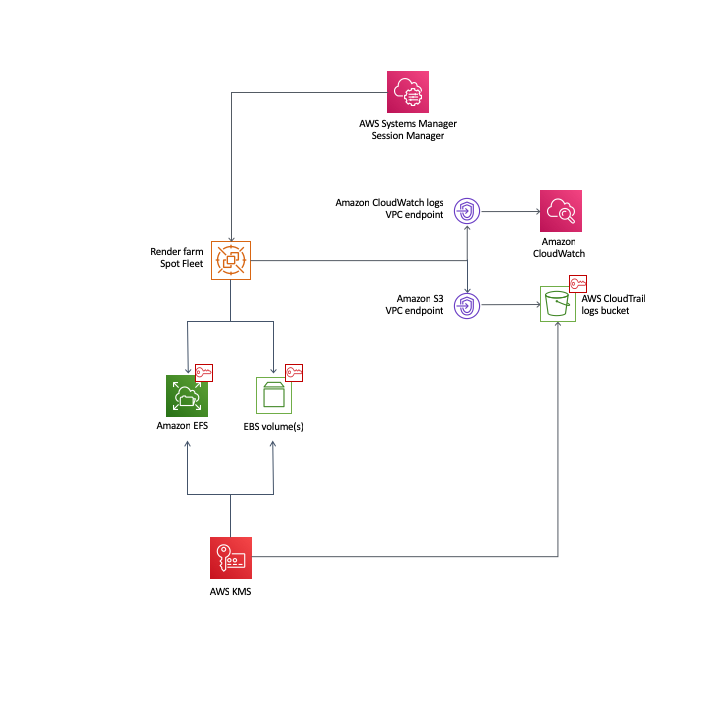 AWS Systems Manager
Session Manager
Amazon CloudWatch logs
VPC endpoint
Amazon
CloudWatch
Render farm
Spot Fleet
Amazon S3
VPC endpoint
AWS CloudTrail
logs bucket
Amazon EFS
EBS volume(s)
AWS KMS